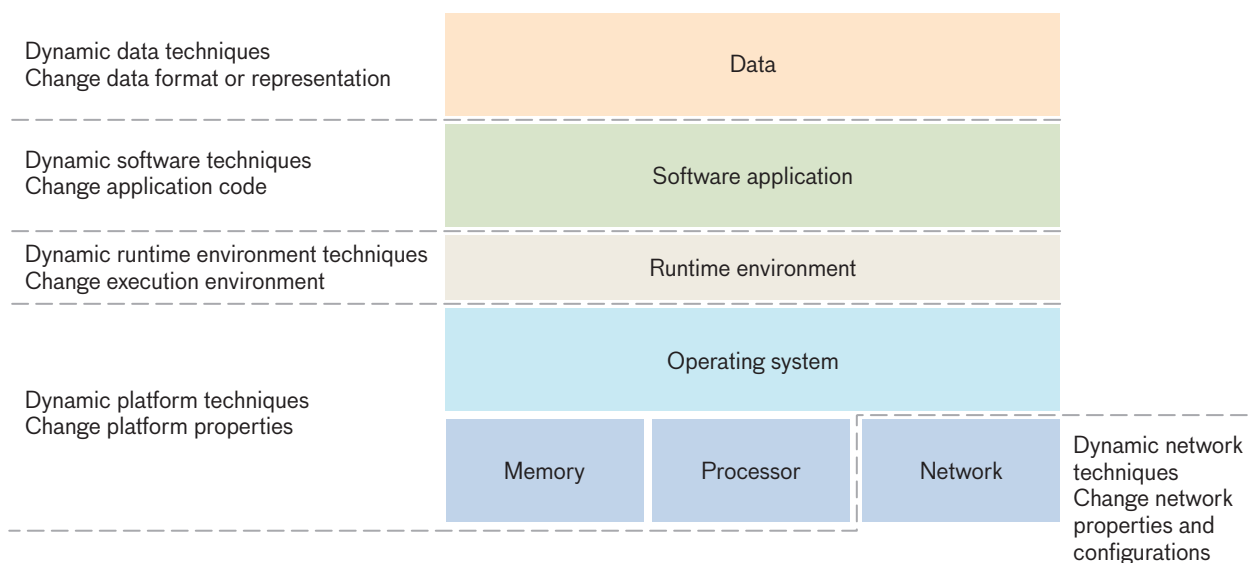 Dynamic data techniques
Change data format or representation
Data
Dynamic software techniques
Change application code
Software application
Dynamic runtime environment techniques
Change execution environment
Runtime environment
Operating system
Dynamic platform techniques
Change platform properties
Memory
Processor
Network
Dynamic network
techniques
Change network
properties and
configurations